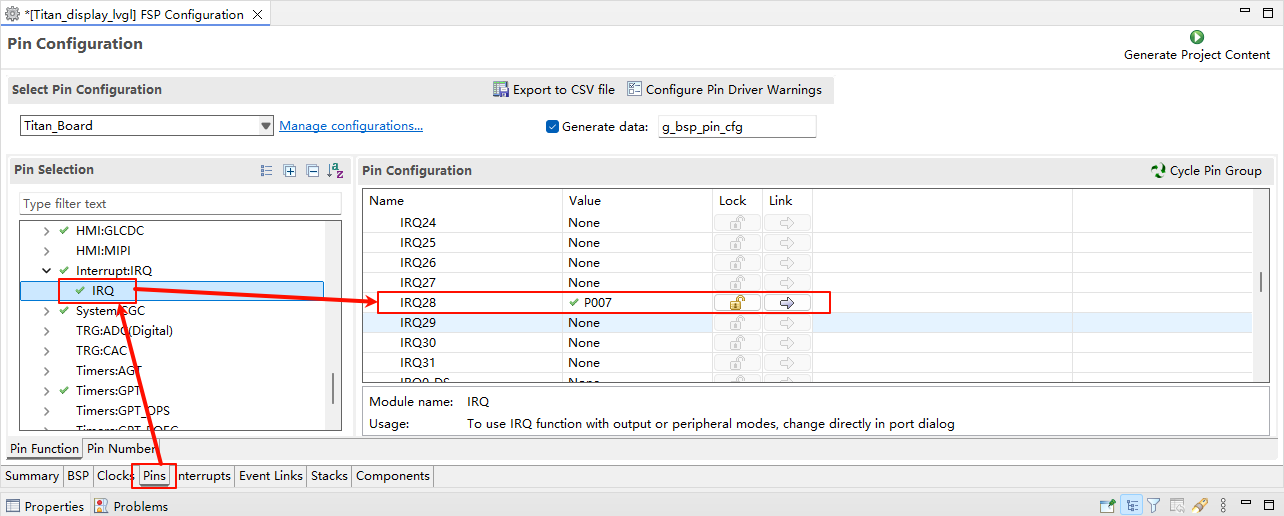 *[Titan_display_lvgl] FSP Configuration
Pin Configuration
Generate Project Content
Select Pin Configuration
Export to CSV file
Configure Pin Driver Warnings
Titan_Board
Manage configurations...
Generate data:
g_bsp_pin_cfg
Pin Selection
Type filter text
HMI:GLCDC
HMI:MIPI
Interrupt:IRQ
IRQ
System:CGC
TRG:ADC(Digital)
TRG:CAC
Timers:AGT
Timers:GPT
Timers:GPT_OPS
Pin Configuration
Cycle Pin Group
Name Value Lock Link
IRQ24 None
IRQ25 None
IRQ26 None
IRQ27 None
IRQ28 P007
IRQ29 None
IRQ30 None
IRQ31 None
IRQ0-DS None
Module name: IRQ
Usage: To use IRQ function with output or peripheral modes, change directly in port dialog
Pin Function Pin Number
Summary BSP Clocks Pins Interrupts Event Links Stacks Components
Properties Problems